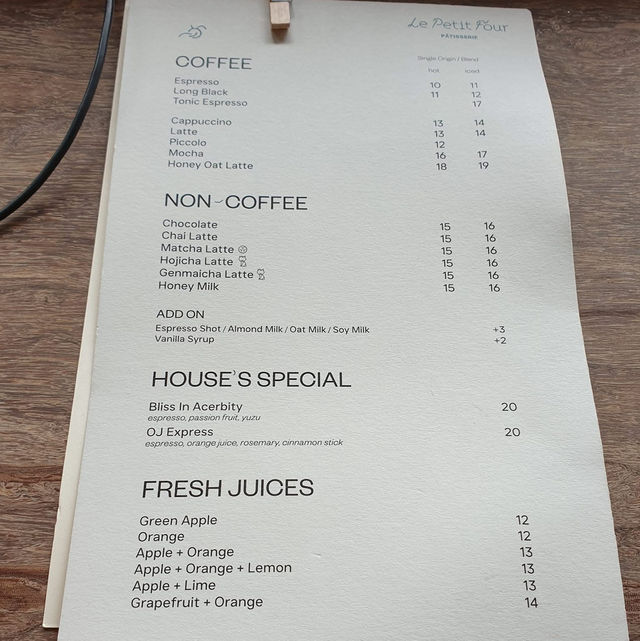 Le Petit Four
PÂTISSERIE
COFFEE
Single Origin / Blend
hot iced
Espresso 10 11
Long Black 11 12
Tonic Espresso 17
Cappuccino 13 14
Latte 13 14
Piccolo 12
Mocha 16 17
Honey Oat Latte 18 19
NON-COFFEE
Chocolate 15 16
Chai Latte 15 16
Matcha Latte 15 16
Hojicha Latte 15 16
Genmaicha Latte 15 16
Honey Milk 15 16
ADD ON
Espresso Shot / Almond Milk / Oat Milk / Soy Milk +3
Vanilla Syrup +2
HOUSE'S SPECIAL
Bliss In Acerbity 20
espresso, passion fruit, yuzu
OJ Express 20
espresso, orange juice, rosemary, cinnamon stick
FRESH JUICES
Green Apple 12
Orange 12
Apple + Orange 13
Apple + Orange + Lemon 13
Apple + Lime 13
Grapefruit + Orange 14